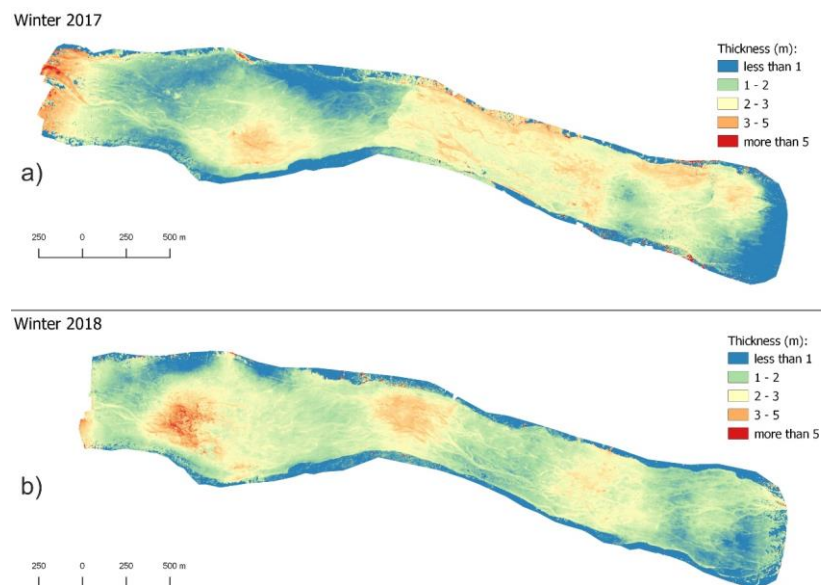 Winter 2017
Thickness (m):
less than 1
1 - 2
2 - 3
3 - 5
more than 5
a)
250 0 250 500 m
Winter 2018
Thickness (m):
less than 1
1 - 2
2 - 3
3 - 5
more than 5
b)
250 0 250 500 m